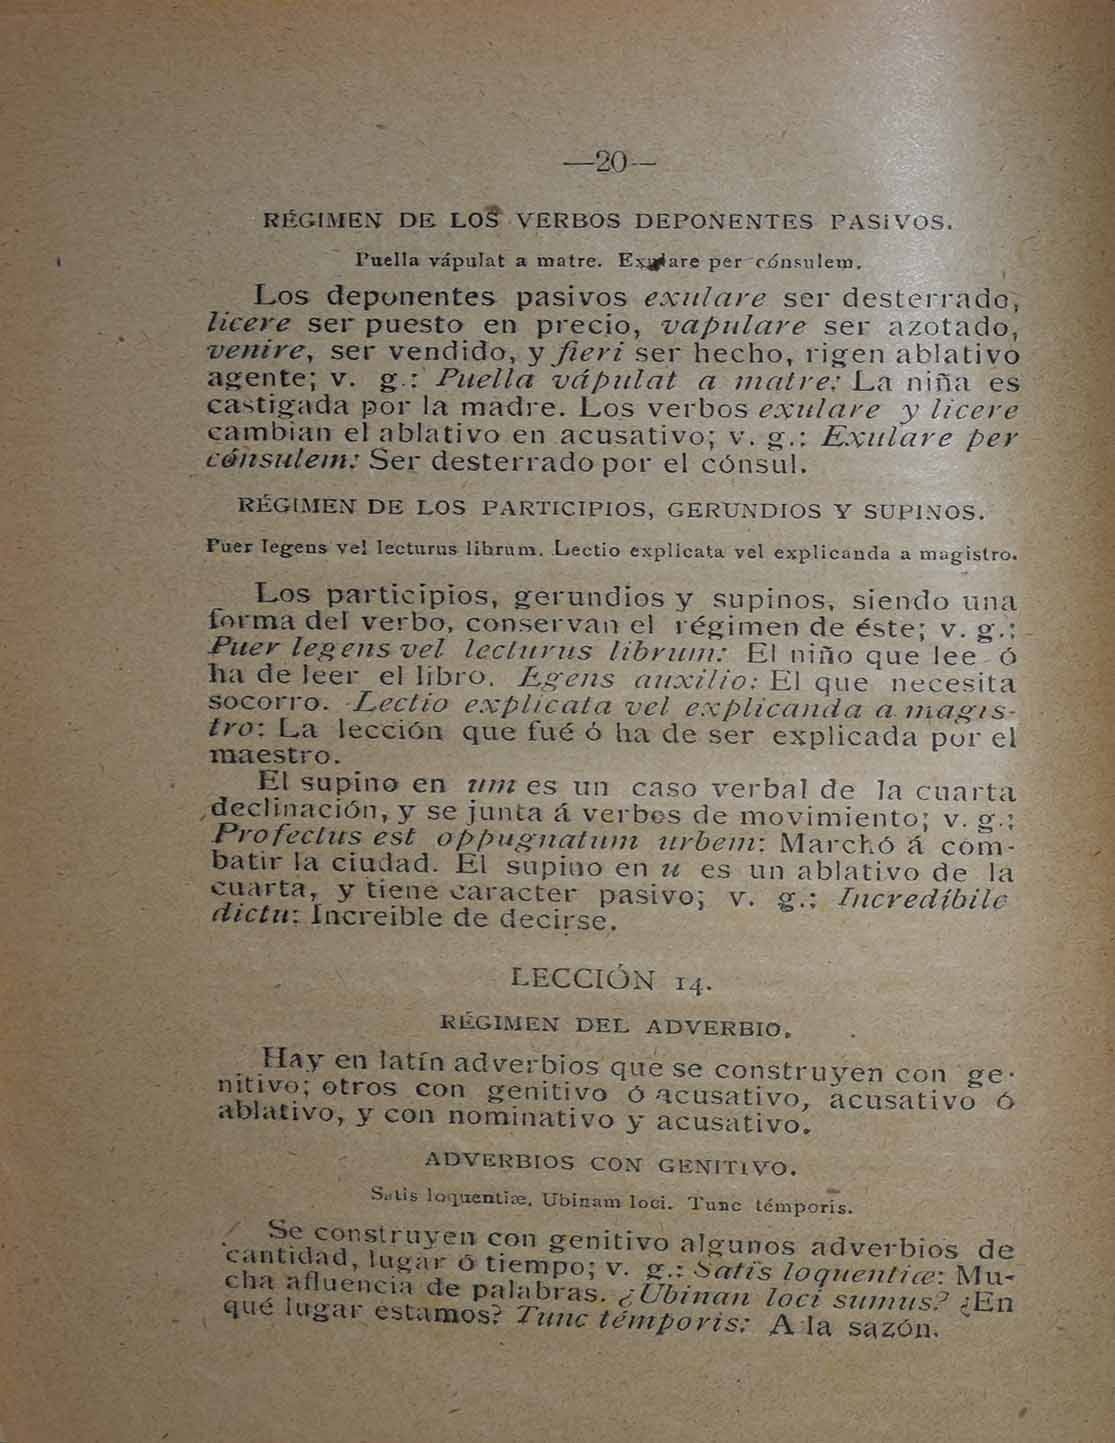 —20—
RÉGIMEN DE LOS VERBOS DEPONENTES PASIVOS.
Puella vápulat a matre. Exulare per cónsulem.
Los deponentes pasivos exulare ser desterrado,
licere ser puesto en precio, vapulare ser azotado,
venire, ser vendido, y fieri ser hecho, rigen ablativo
agente; v. g.: Puella vápulat a matre: La niña es
castigada por la madre. Los verbos exulare y licere
cambian el ablativo en acusativo; v. g.: Exulare per
cónsulem: Ser desterrado por el cónsul.
RÉGIMEN DE LOS PARTICIPIOS, GERUNDIOS Y SUPINOS.
Puer legens vel lecturus librum. Lectio explicata vel explicanda a magistro.
Los participios, gerundios y supinos, siendo una
forma del verbo, conservan el régimen de éste; v. g.:
Puer legens vel lecturus librum: El niño que lee ó
ha de leer el libro. Egens auxilio: El que necesita
socorro. Lectio explicata vel explicanda a magis-
tro: La lección que fué ó ha de ser explicada por el
maestro.
El supino en um es un caso verbal de la cuarta
declinación, y se junta á verbos de movimiento; v. g.:
Profectus est oppugnatum urbem: Marchó á com-
batir la ciudad. El supino en u es un ablativo de la
cuarta, y tiene caracter pasivo; v. g.: Incredíbile
dictu: Increible de decirse.
LECCIÓN 14.
RÉGIMEN DEL ADVERBIO.
Hay en latín adverbios que se construyen con ge-
nitivo; otros con genitivo ó acusativo, acusativo ó
ablativo, y con nominativo y acusativo.
ADVERBIOS CON GENITIVO.
Satis loquentiæ. Ubinam loci. Tunc témporis.
Se construyen con genitivo algunos adverbios de
cantidad, lugar ó tiempo; v. g.: Satis loquentiæ: Mu-
cha afluencia de palabras. ¿Ubinan loci sumus? ¿En
qué lugar estamos? Tunc témporis: A la sazón.